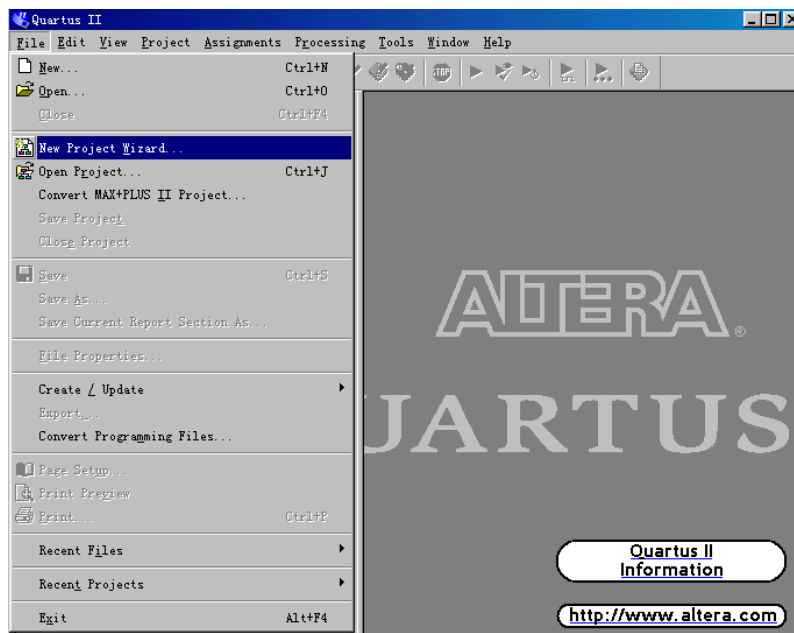 Quartus II
File Edit View Project Assignments Processing Tools Window Help
New... Ctrl+N
Open... Ctrl+O
Close Ctrl+F4
New Project Wizard...
Open Project... Ctrl+J
Convert MAX+PLUS II Project...
Save Project
Close Project
Save Ctrl+S
Save As...
Save Current Report Section As...
File Properties...
Create / Update
Export...
Convert Programming Files...
Page Setup...
Print Preview
Print... Ctrl+P
Recent Files
Recent Projects
Exit Alt+F4
STOP
ALTERA®
UARTUS
Quartus II
Information
http://www.altera.com